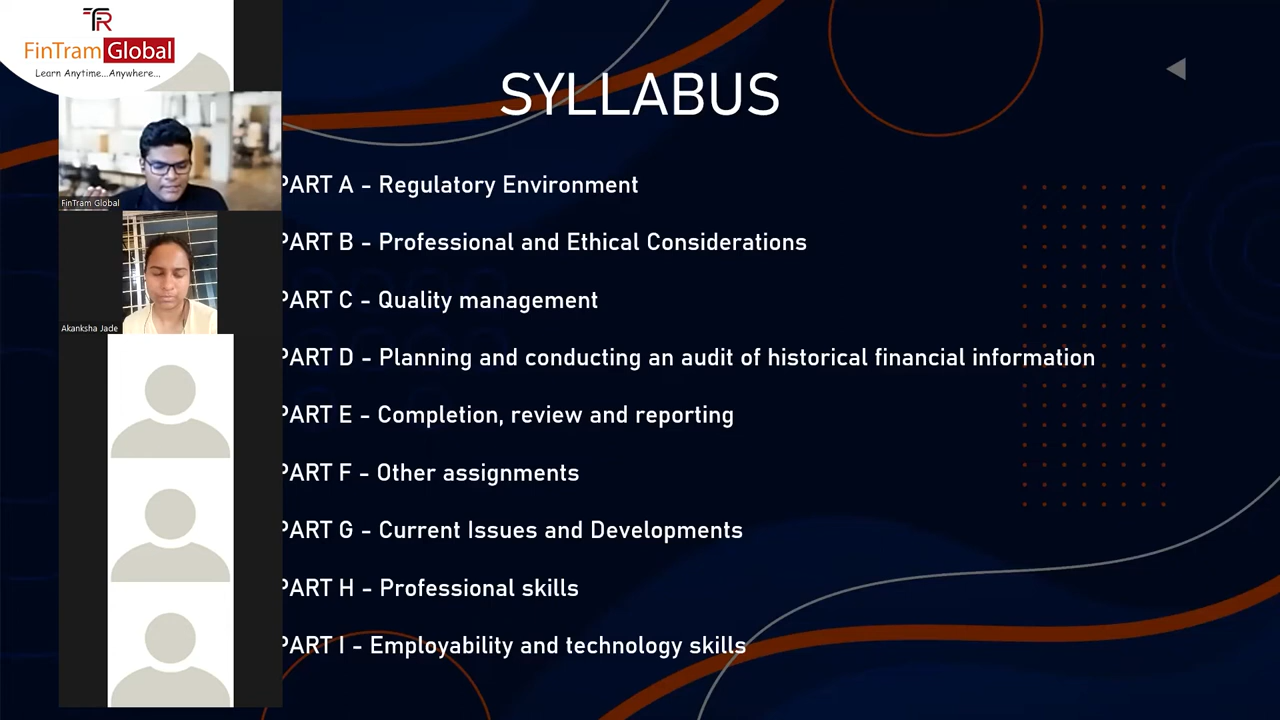 TR
FinTram Global
Learn Anytime...Anywhere...
SYLLABUS
PART A - Regulatory Environment
PART B - Professional and Ethical Considerations
PART C - Quality management
PART D - Planning and conducting an audit of historical financial information
PART E - Completion, review and reporting
PART F - Other assignments
PART G - Current Issues and Developments
PART H - Professional skills
PART I - Employability and technology skills
FinTram Global
Akanksha Jade